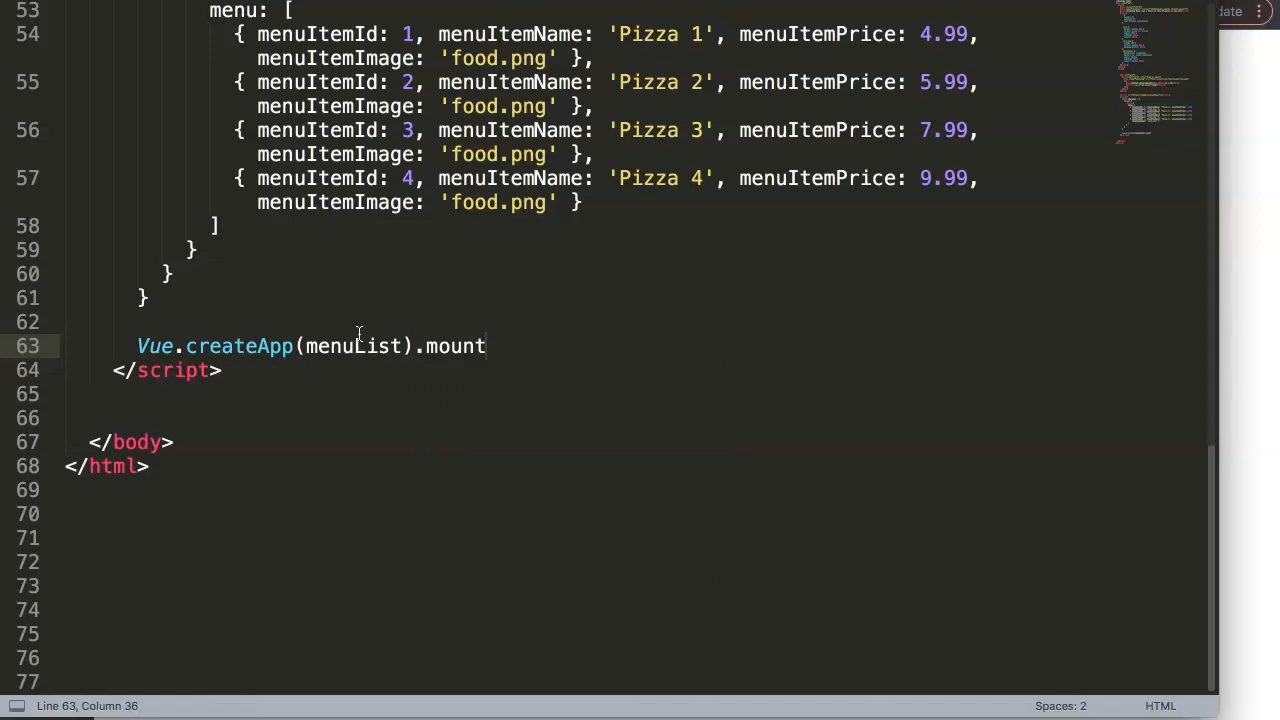 53 menu: [
54 { menuItemId: 1, menuItemName: 'Pizza 1', menuItemPrice: 4.99,
menuItemImage: 'food.png' },
55 { menuItemId: 2, menuItemName: 'Pizza 2', menuItemPrice: 5.99,
menuItemImage: 'food.png' },
56 { menuItemId: 3, menuItemName: 'Pizza 3', menuItemPrice: 7.99,
menuItemImage: 'food.png' },
57 { menuItemId: 4, menuItemName: 'Pizza 4', menuItemPrice: 9.99,
menuItemImage: 'food.png' }
58 ]
59 }
60 }
61 }
62
63 Vue.createApp(menuList).mount
64 </script>
65
66
67 </body>
68 </html>
69
70
71
72
73
74
75
76
77
date
Line 63, Column 36 Spaces: 2 HTML